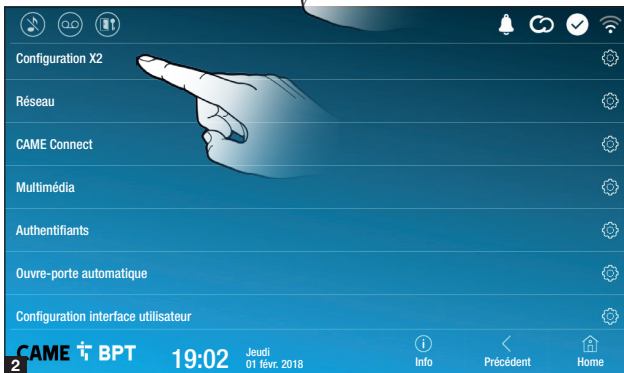 Configuration X2
Réseau
CAME Connect
Multimédia
Authentifiants
Ouvre-porte automatique
Configuration interface utilisateur
2
CAME BPT
19:02
Jeudi
01 févr. 2018
Info
Précédent
Home